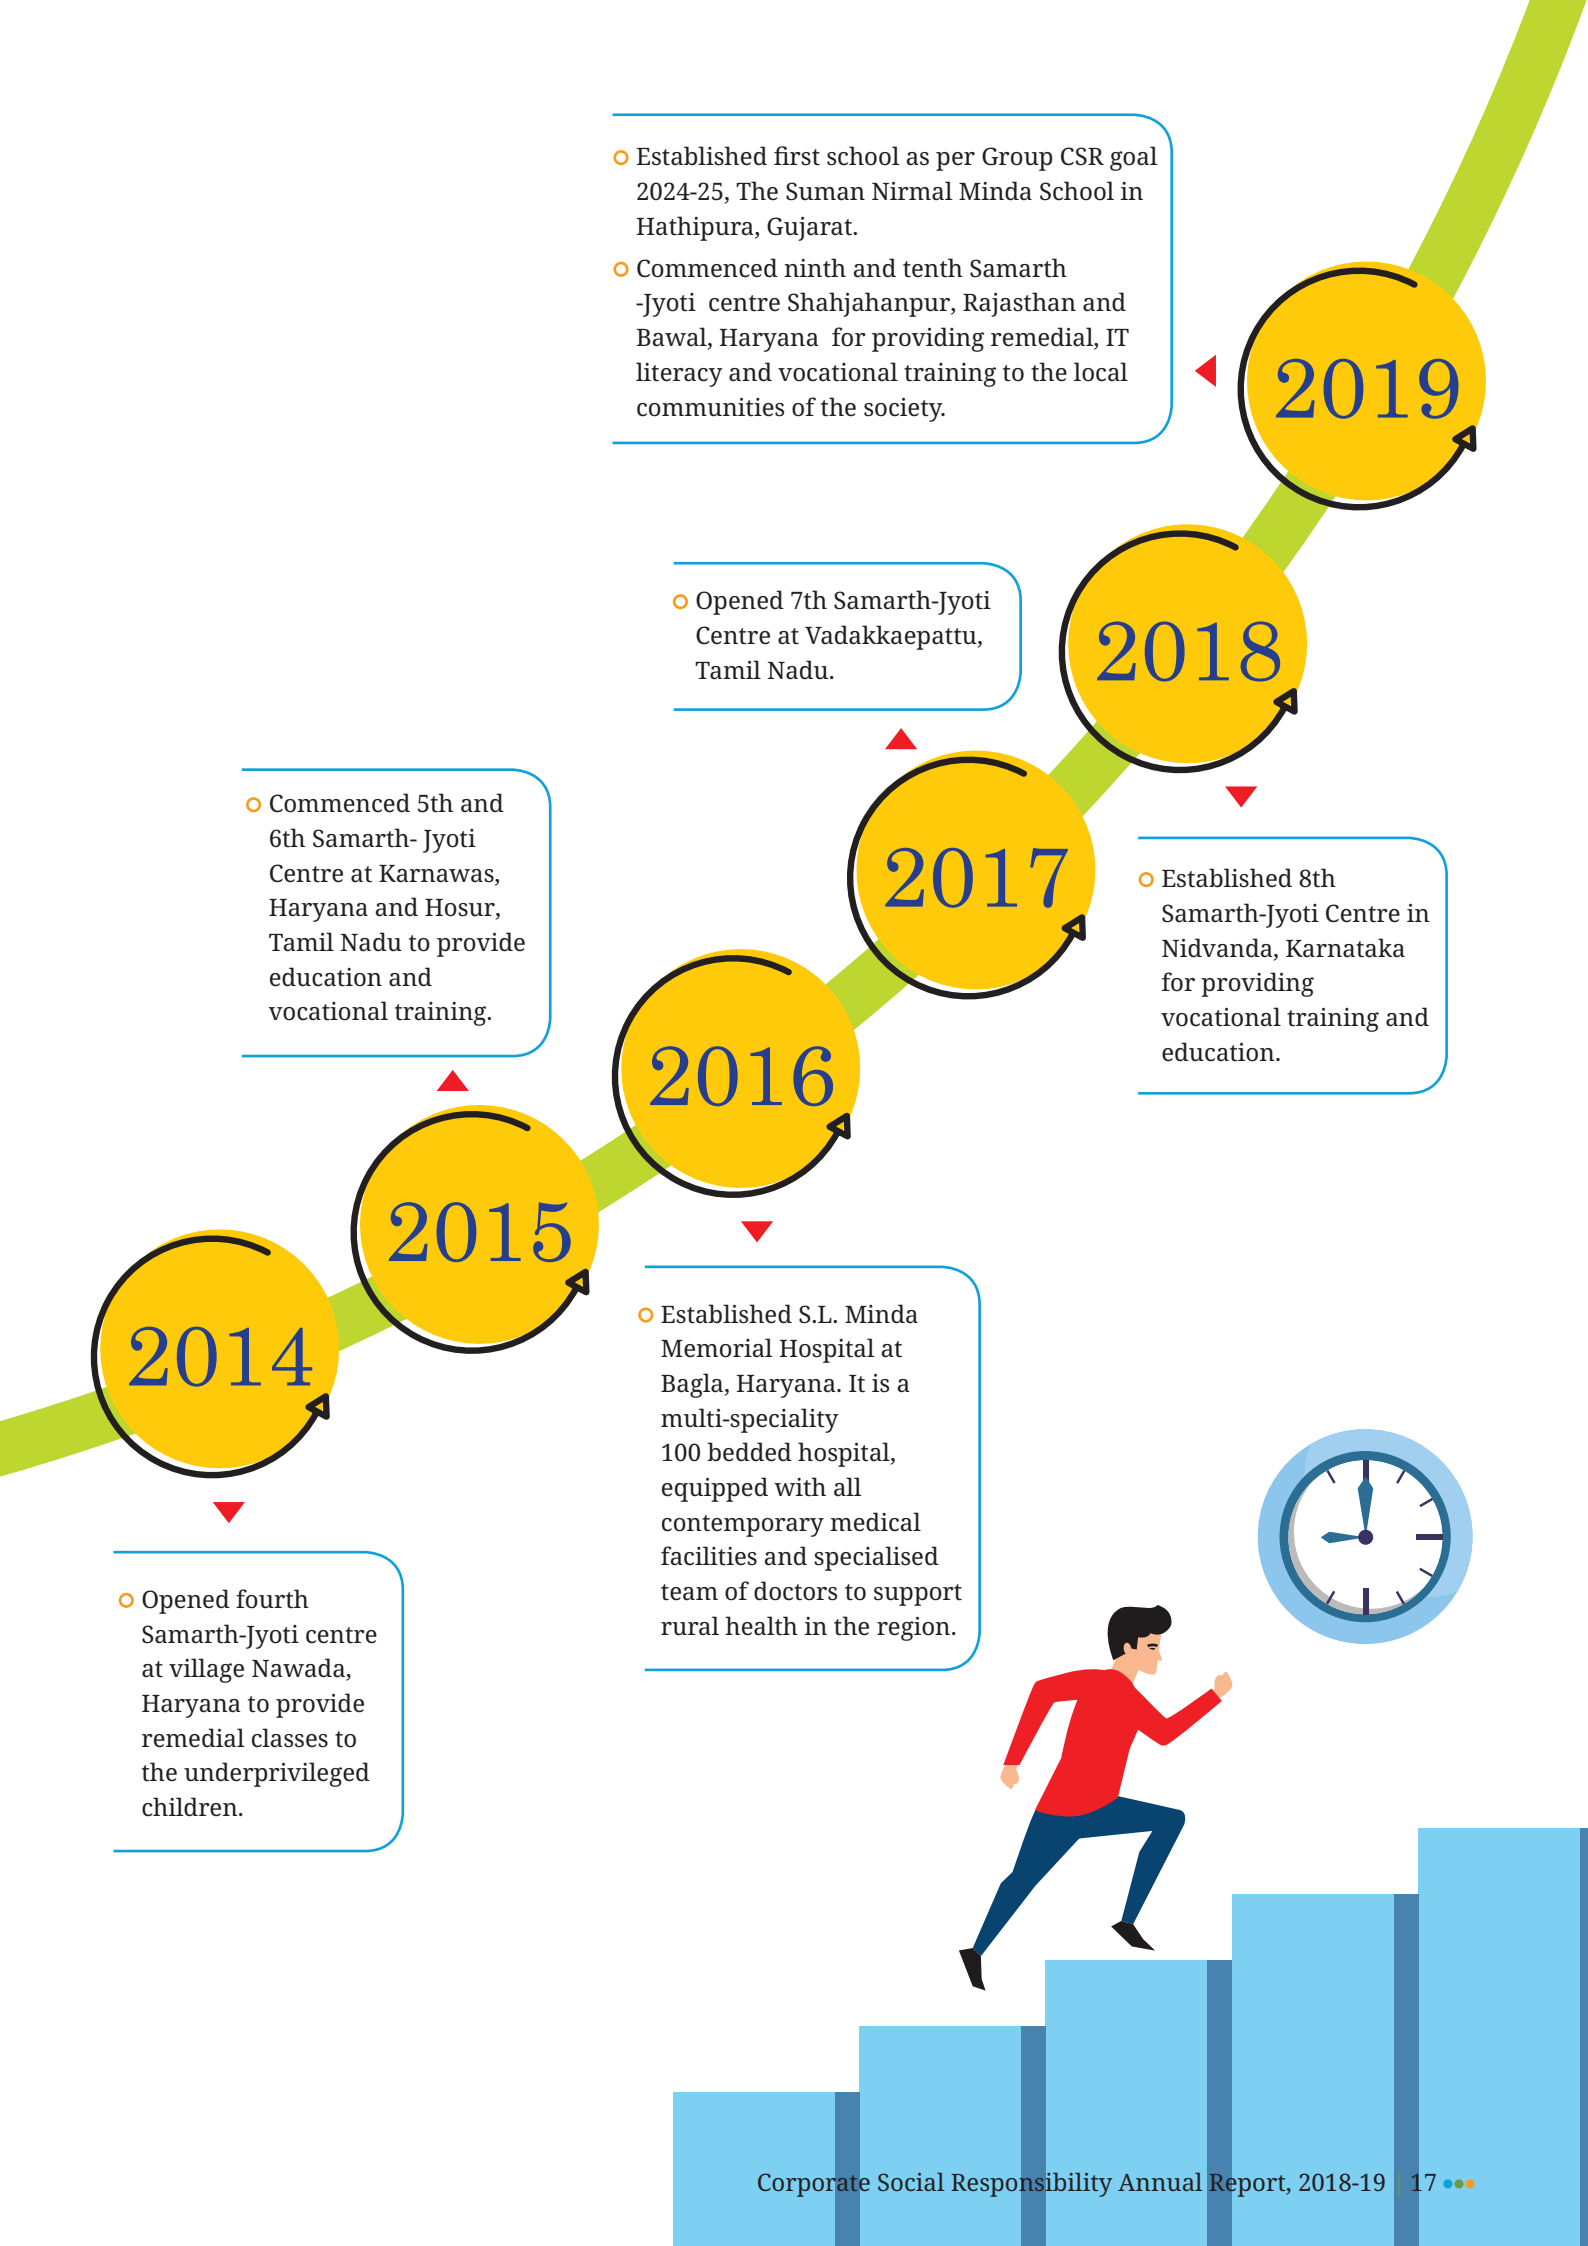 Established first school as per Group CSR goal
2024-25, The Suman Nirmal Minda School in
Hathipura, Gujarat.
Commenced ninth and tenth Samarth
-Jyoti  centre Shahjahanpur, Rajasthan and
Bawal, Haryana  for providing remedial, IT
literacy and vocational training to the local
communities of the society.
2019
Opened 7th Samarth-Jyoti
Centre at Vadakkaepattu,
Tamil Nadu.
2018
Commenced 5th and
6th Samarth- Jyoti
Centre at Karnawas,
Haryana and Hosur,
Tamil Nadu to provide
education and
vocational training.
2017
Established 8th
Samarth-Jyoti Centre in
Nidvanda, Karnataka
for providing
vocational training and
education.
2016
2015
2014
Established S.L. Minda
Memorial Hospital at
Bagla, Haryana. It is a
multi-speciality
100 bedded hospital,
equipped with all
contemporary medical
facilities and specialised
team of doctors to support
rural health in the region.
Opened fourth
Samarth-Jyoti centre
at village Nawada,
Haryana to provide
remedial classes to
the underprivileged
children.
Corporate Social Responsibility Annual Report, 2018-19 | 17